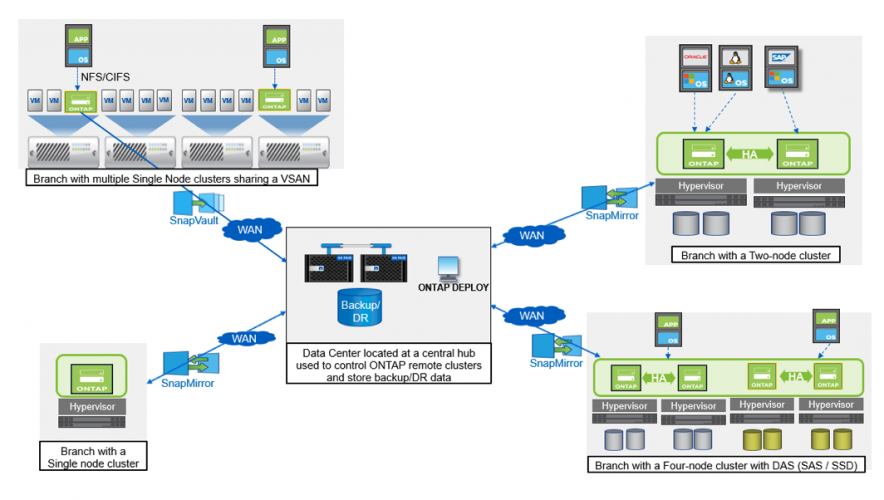 APP
OS
APP
OS
NFS/CIFS
VM VM ONTAP VM VM VM VM VM VM VM VM ONTAP VM VM
Branch with multiple Single Node clusters sharing a VSAN
SnapVault
WAN
ORACLE
OS
OS
SAP
OS
ONTAP HA ONTAP
Hypervisor Hypervisor
SnapMirror
WAN
Branch with a Two-node cluster
ONTAP DEPLOY
Backup/
DR
Data Center located at a central hub
used to control ONTAP remote clusters
and store backup/DR data
WAN
SnapMirror
ONTAP
Hypervisor
Branch with a
Single node cluster
WAN
SnapMirror
APP
OS
APP
OS
ONTAP HA ONTAP ONTAP HA ONTAP
Hypervisor Hypervisor Hypervisor Hypervisor
Branch with a Four-node cluster with DAS (SAS / SSD)